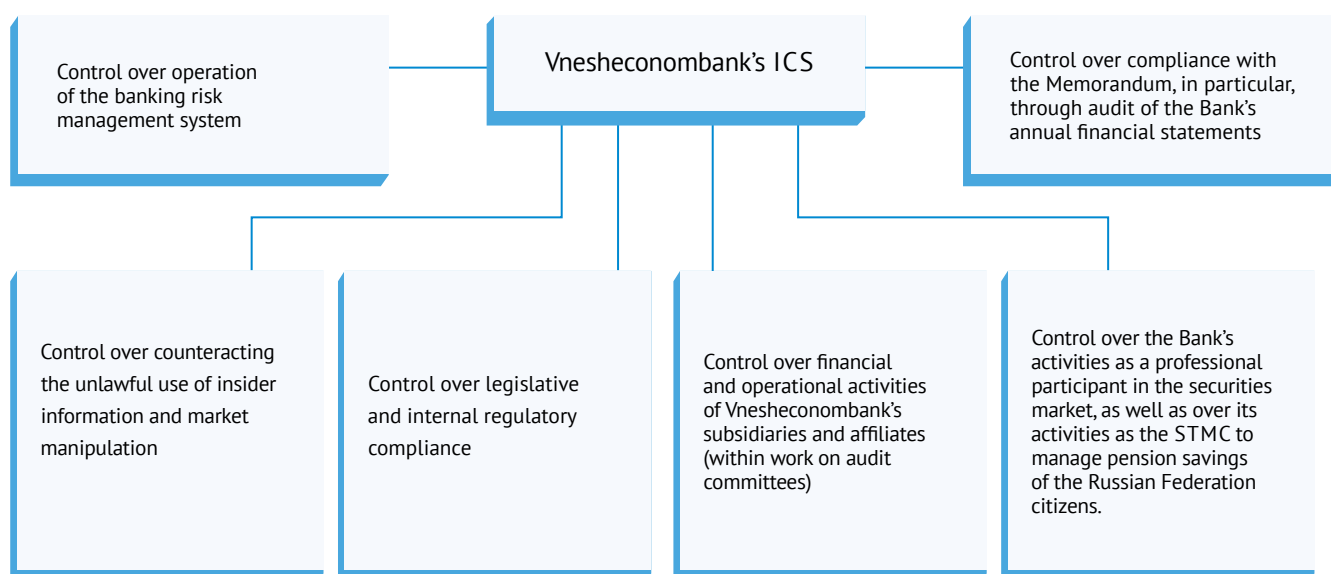 Vnesheconombank's ICS
Control over operation
of the banking risk
management system
Control over compliance with
the Memorandum, in particular,
through audit of the Bank's
annual financial statements
Control over counteracting
the unlawful use of insider
information and market
manipulation
Control over legislative
and internal regulatory
compliance
Control over financial
and operational activities
of Vnesheconombank's
subsidiaries and affiliates
(within work on audit
committees)
Control over the Bank's
activities as a professional
participant in the securities
market, as well as over its
activities as the STMC to
manage pension savings
of the Russian Federation
citizens.